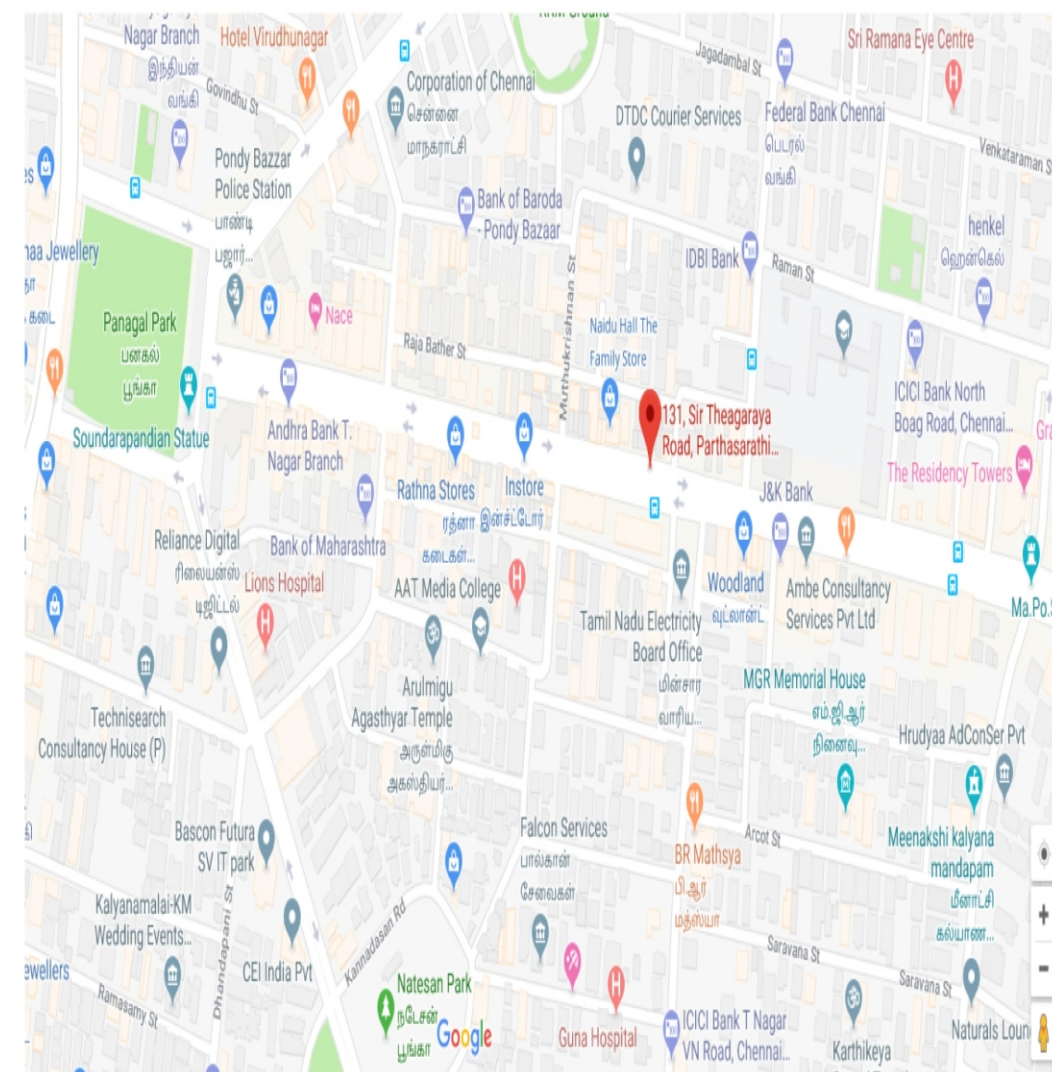 KRM Ground
Nagar Branch
இந்தியன்
வங்கி
Hotel Virudhunagar
Govindhu St
Corporation of Chennai
சென்னை
மாநகராட்சி
Jagadambal St
Sri Ramana Eye Centre
DTDC Courier Services
Federal Bank Chennai
பெடரல்
வங்கி
Venkataraman S
Pondy Bazzar
Police Station
பாண்டி
பஜார்...
Bank of Baroda
- Pondy Bazaar
henkel
ஹென்கெல்
IDBI Bank
Raman St
naa Jewellery
கடை
Panagal Park
பனகல்
பூங்கா
Nace
Raja Bather St
Muthukrishnan St
Naidu Hall The
Family Store
131, Sir Theagaraya
Road, Parthasarathi...
ICICI Bank North
Boag Road, Chennai...
Gra
The Residency Towers
Soundarapandian Statue
Andhra Bank T.
Nagar Branch
Rathna Stores
ரத்னா
கடைகள்...
Instore
இன்ஸ்ட்டோர்
J&K Bank
Reliance Digital
ரிலையன்ஸ்
டிஜிட்டல்
Bank of Maharashtra
Lions Hospital
AAT Media College
Tamil Nadu Electricity
Board Office
மின்சார
வாரிய...
Woodland
வுட்லான்ட்
Ambe Consultancy
Services Pvt Ltd
Ma.Po.S
Technisearch
Consultancy House (P)
Arulmigu
Agasthyar Temple
அருள்மிகு
அகஸ்தியர்...
MGR Memorial House
எம்.ஜி.ஆர்
நினைவு...
Hrudyaa AdConSer Pvt
Bascon Futura
SV IT park
Falcon Services
பால்கான்
சேவைகள்
BR Mathsya
பி.ஆர்
மத்ஸ்யா
Arcot St
Meenakshi kalyana
mandapam
மீனாட்சி
கல்யாண...
Kalyanamalai-KM
Wedding Events...
Dhandapani St
CEI India Pvt
Kannadasan Rd
Saravana St
Saravana St
ewellers
Ramasamy St
Natesan Park
நடேசன்
பூங்கா
Google
Guna Hospital
ICICI Bank T Nagar
VN Road, Chennai...
Karthikeya
Naturals Loun